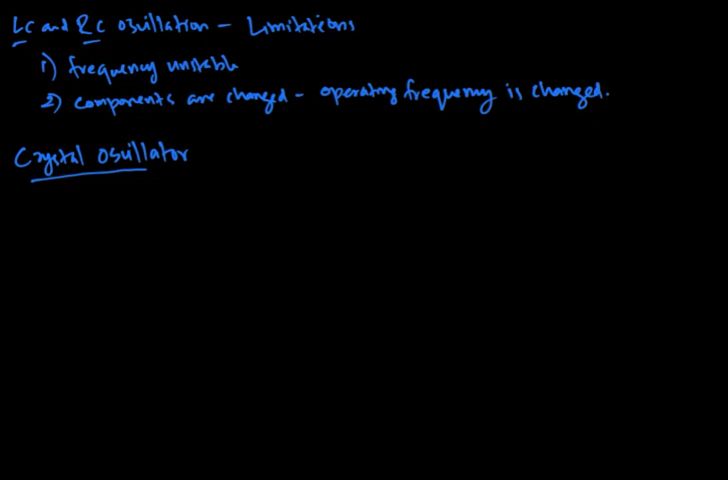 LC and RC oscillation - Limitations
1) frequency unstable
2) components are changed - operating frequency is changed.
Crystal oscillator